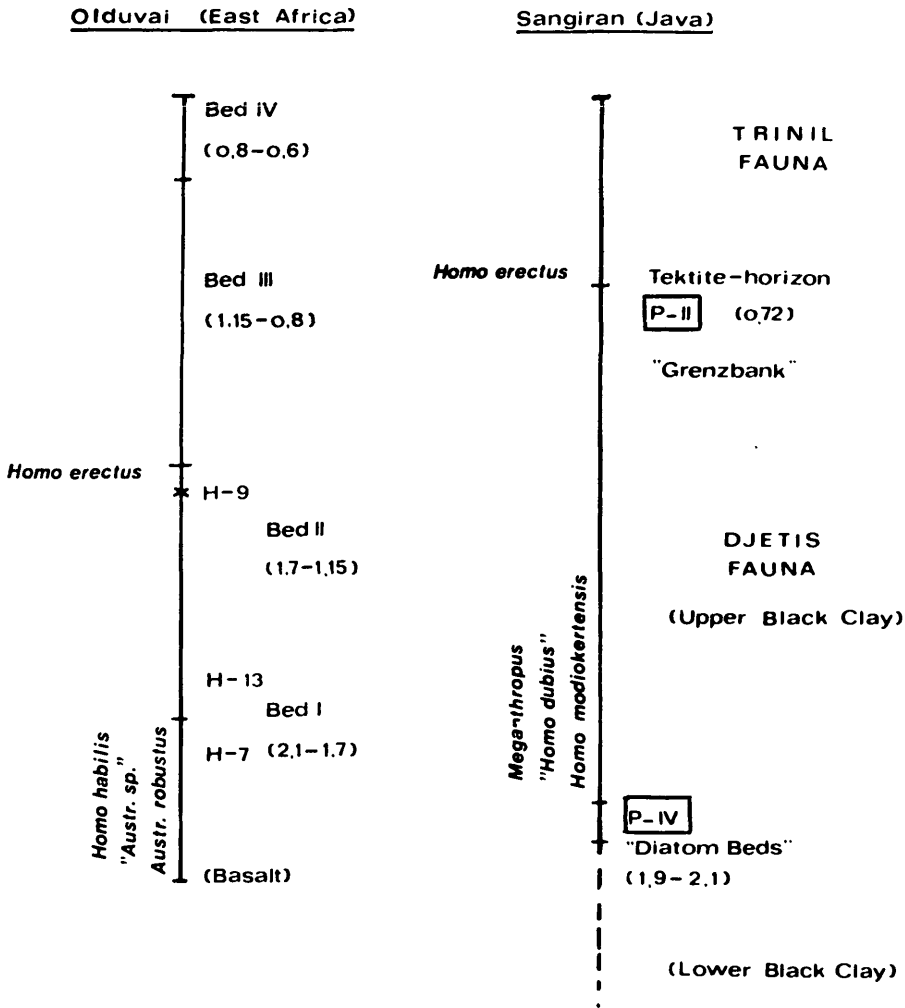 Olduvai (East Africa)
Bed IV
(0,8-0,6)
Bed III
(1.15-0,8)
Homo erectus
H-9
Bed II
(1.7-1,15)
H-13
Bed I
H-7 (2,1-1,7)
Homo habilis
"Austr. sp."
Austr. robustus
(Basalt)
Sangiran (Java)
TRINIL
FAUNA
Homo erectus
Tektite-horizon
P-II (0,72)
"Grenzbank"
DJETIS
FAUNA
(Upper Black Clay)
Meganthropus
"Homo dubius"
Homo modiokertensis
P-IV
"Diatom Beds"
(1,9-2,1)
(Lower Black Clay)